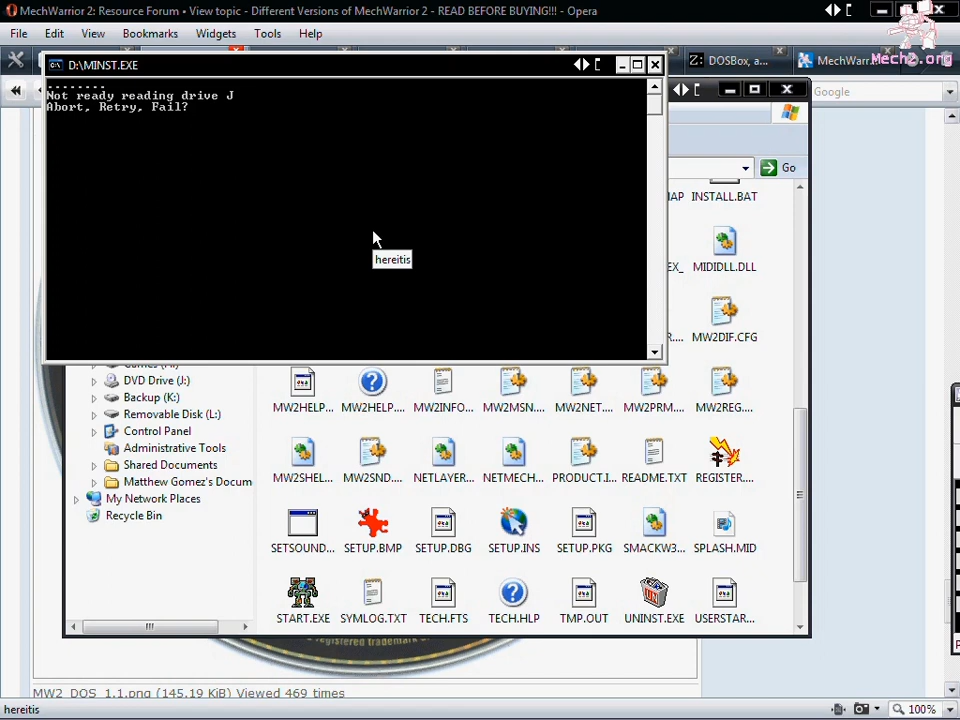 MechWarrior 2: Resource Forum • View topic - Different Versions of MechWarrior 2 - READ BEFORE BUYING!!! - Opera
File Edit View Bookmarks Widgets Tools Help
Mech2.org
D:\MINST.EXE
DOSBox, a...
MechWarr...
Google
--------
Not ready reading drive J
Abort, Retry, Fail?
hereitis
Go
INSTALL.BAT
MIDIDLL.DLL
MW2DIF.CFG
DVD Drive (J:)
Backup (K:)
Removable Disk (L:)
Control Panel
Administrative Tools
Shared Documents
Matthew Gomez's Docum
My Network Places
Recycle Bin
MW2HELP... MW2HELP.... MW2INFO... MW2MSN.... MW2NET.... MW2PRM.... MW2REG....
MW2SHEL... MW2SND.... NETLAYER... NETMECH... PRODUCT.I... README.TXT REGISTER....
SETSOUND... SETUP.BMP SETUP.DBG SETUP.INS SETUP.PKG SMACKW3... SPLASH.MID
START.EXE SYMLOG.TXT TECH.FTS TECH.HLP TMP.OUT UNINST.EXE USERSTAR...
registered trademark
MW2_DOS_1.1.png (145.19 KiB) Viewed 469 times
hereitis
100%